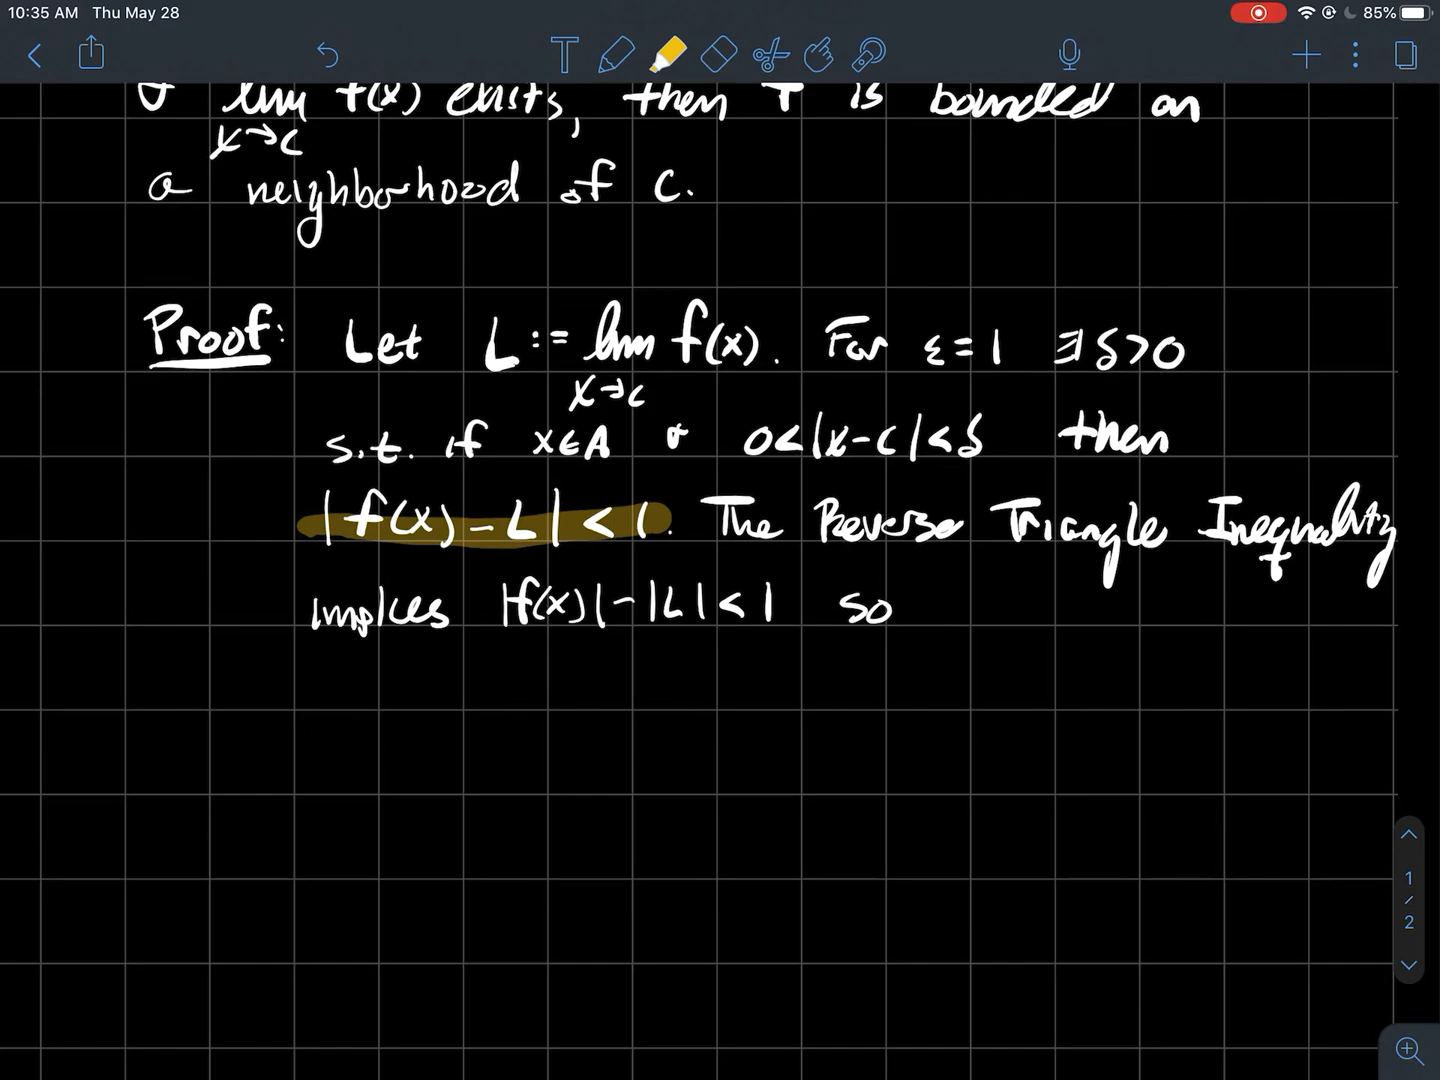 10:35 AM Thu May 28 85%
& lim f(x) exists, then f is bounded on
x→c
a neighborhood of c.
Proof: Let L := lim f(x). For ε = 1 ∃ δ > 0
x→c
s.t. if x ∈ A & 0 < |x - c| < δ then
|f(x) - L| < 1. The Reverse Triangle Inequality
implies |f(x)| - |L| < 1 so
1
/
2